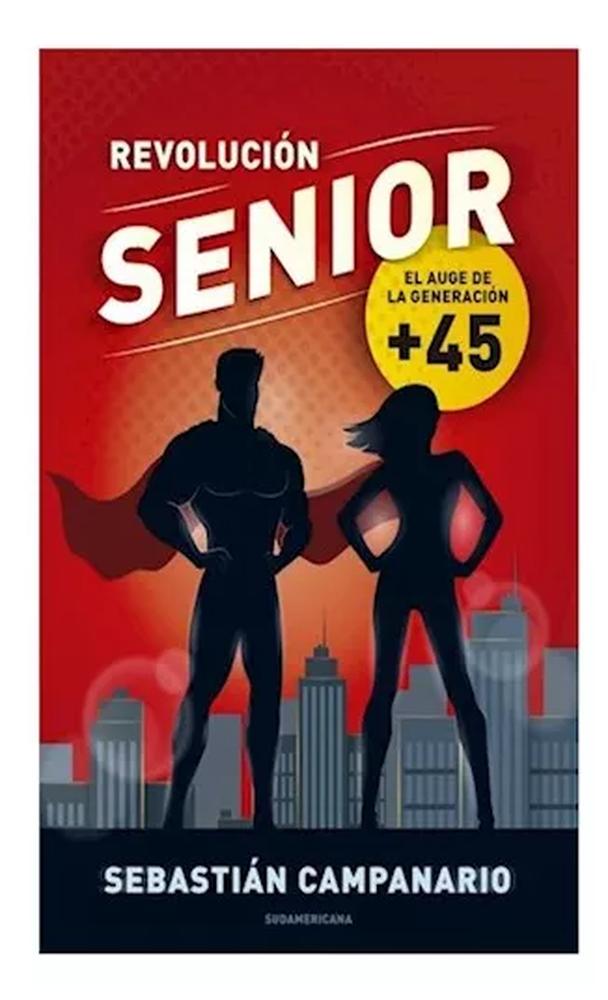 REVOLUCIÓN
SENIOR
EL AUGE DE
LA GENERACIÓN
+45
SEBASTIÁN CAMPANARIO
SUDAMERICANA